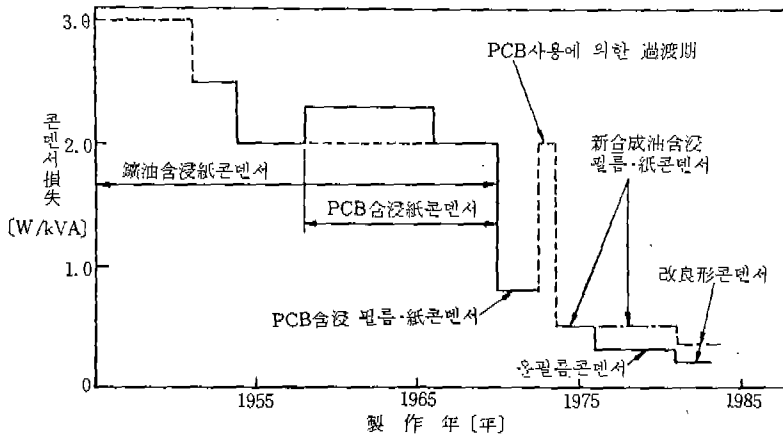 3.0
PCB사용에 의한 過渡期
콘덴서損失
2.0
新合成油含浸
필름·紙콘덴서
鑛油含浸紙콘덴서
[W/kVA]
PCB含浸紙콘덴서
1.0
改良形콘덴서
PCB含浸 필름·紙콘덴서
올필름콘덴서
0
1955
1965
1975
1985
製作年[年]